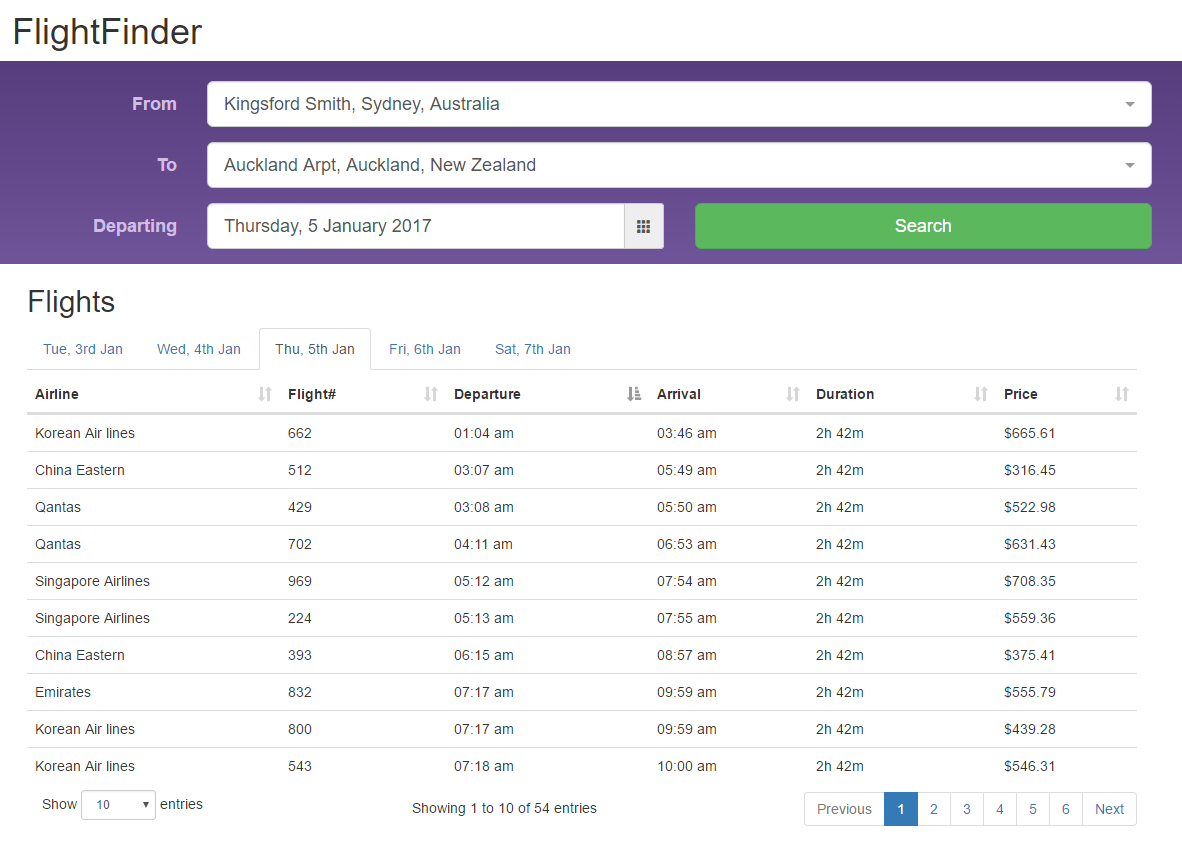 FlightFinder
From Kingsford Smith, Sydney, Australia
To Auckland Arpt, Auckland, New Zealand
Departing Thursday, 5 January 2017 Search
Flights
Tue, 3rd Jan Wed, 4th Jan Thu, 5th Jan Fri, 6th Jan Sat, 7th Jan
Airline Flight# Departure Arrival Duration Price
Korean Air lines 662 01:04 am 03:46 am 2h 42m $665.61
China Eastern 512 03:07 am 05:49 am 2h 42m $316.45
Qantas 429 03:08 am 05:50 am 2h 42m $522.98
Qantas 702 04:11 am 06:53 am 2h 42m $631.43
Singapore Airlines 969 05:12 am 07:54 am 2h 42m $708.35
Singapore Airlines 224 05:13 am 07:55 am 2h 42m $559.36
China Eastern 393 06:15 am 08:57 am 2h 42m $375.41
Emirates 832 07:17 am 09:59 am 2h 42m $555.79
Korean Air lines 800 07:17 am 09:59 am 2h 42m $439.28
Korean Air lines 543 07:18 am 10:00 am 2h 42m $546.31
Show 10 entries Showing 1 to 10 of 54 entries Previous 1 2 3 4 5 6 Next